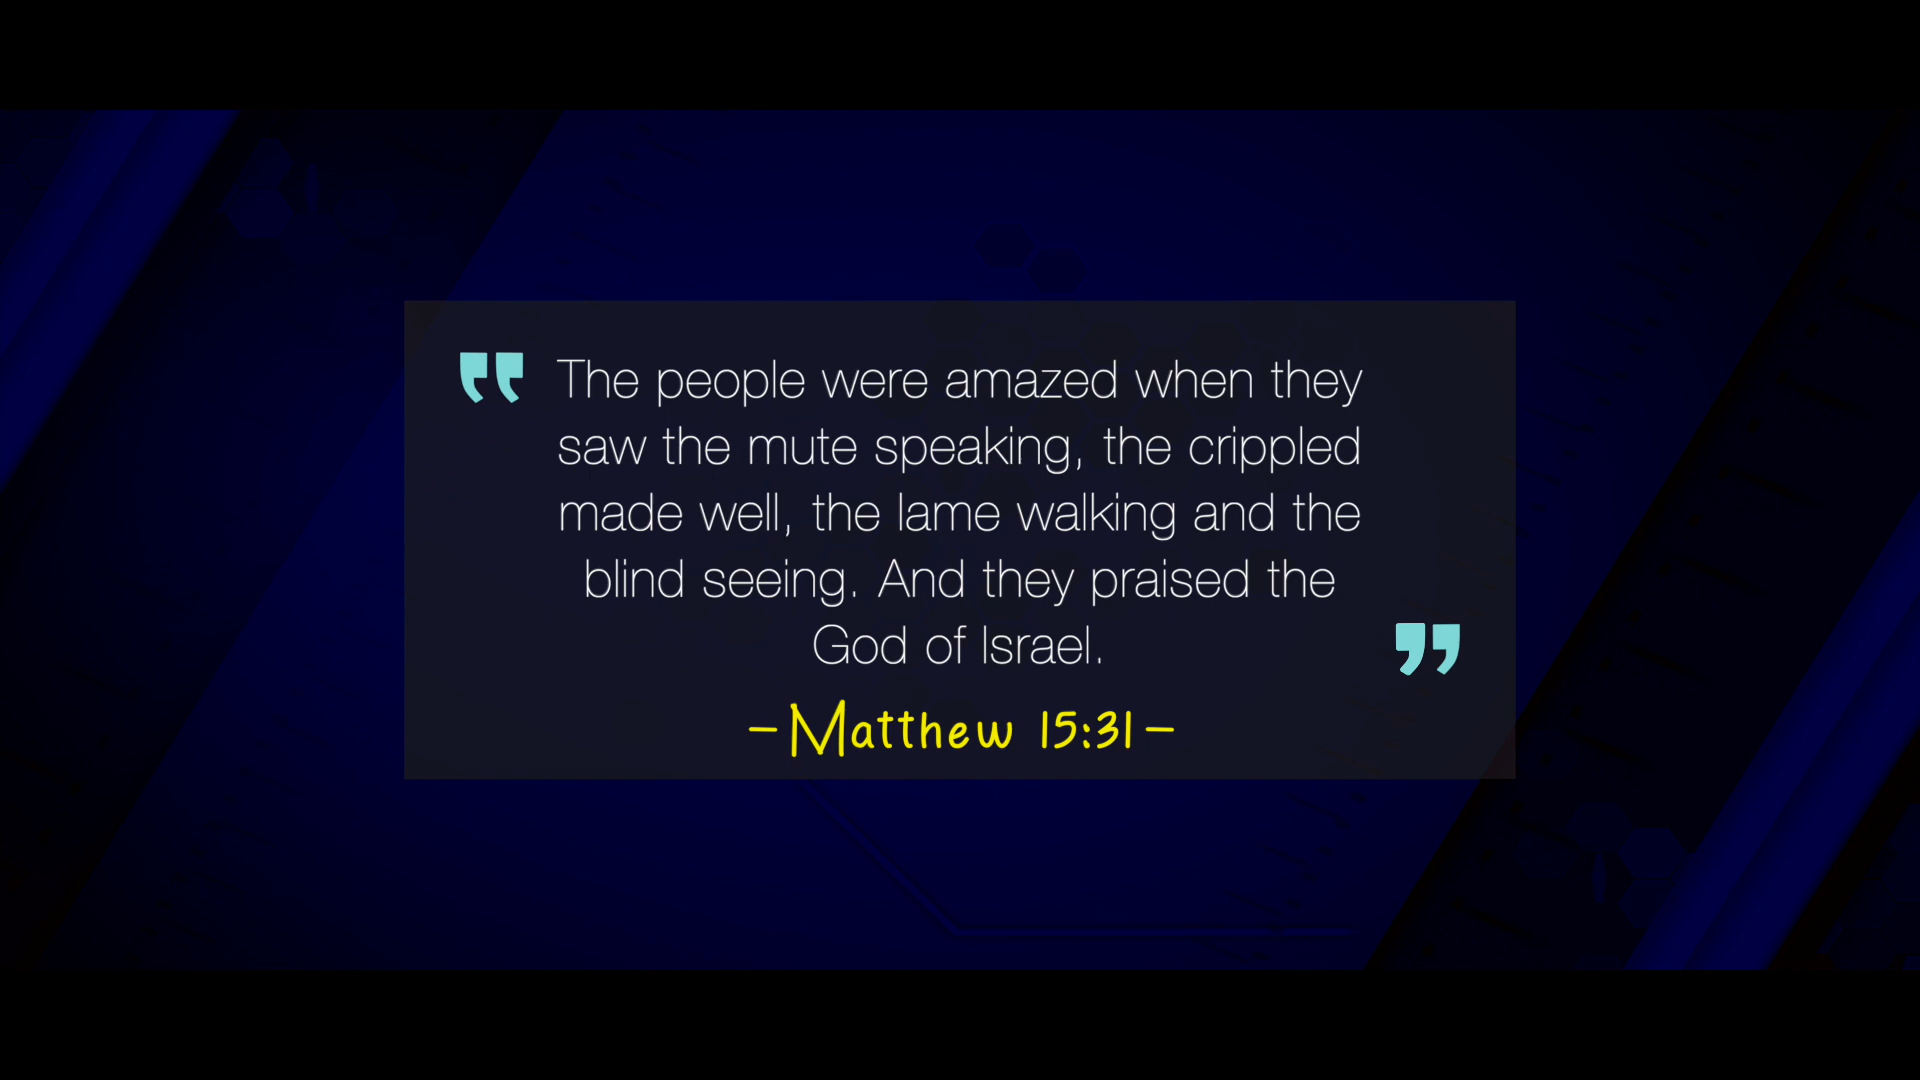 " The people were amazed when they
saw the mute speaking, the crippled
made well, the lame walking and the
blind seeing. And they praised the
God of Israel. "
– Matthew 15:31 –